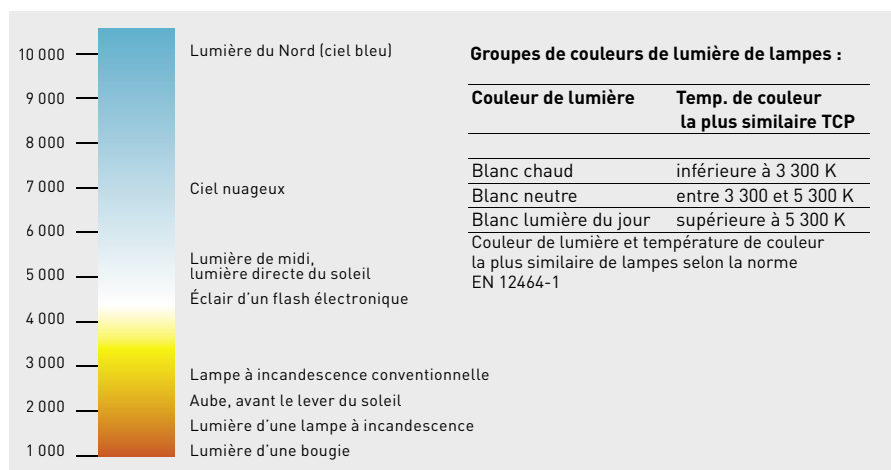 10 000
Lumière du Nord (ciel bleu)
9 000
8 000
7 000
Ciel nuageux
6 000
Lumière de midi,
lumière directe du soleil
5 000
Éclair d'un flash électronique
4 000
3 000
Lampe à incandescence conventionnelle
2 000
Aube, avant le lever du soleil
Lumière d'une lampe à incandescence
1 000
Lumière d'une bougie
Groupes de couleurs de lumière de lampes :
Couleur de lumière Temp. de couleur
la plus similaire TCP
Blanc chaud inférieure à 3 300 K
Blanc neutre entre 3 300 et 5 300 K
Blanc lumière du jour supérieure à 5 300 K
Couleur de lumière et température de couleur
la plus similaire de lampes selon la norme
EN 12464-1